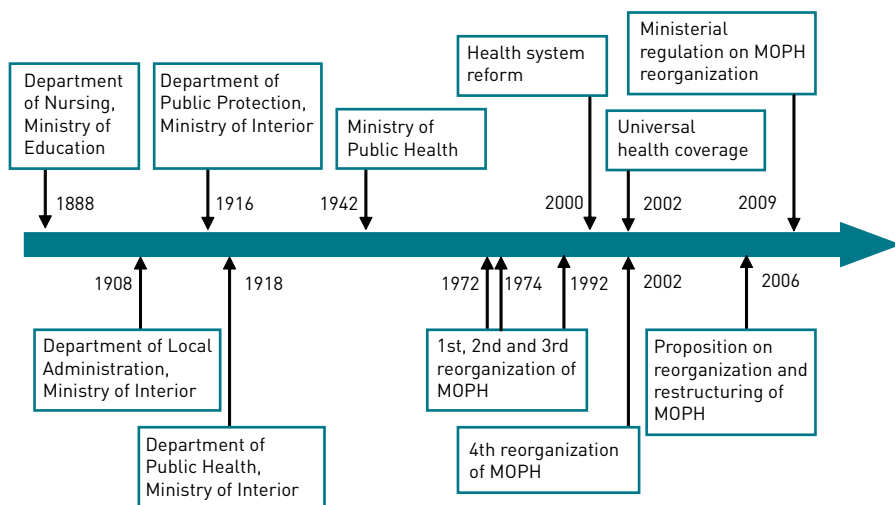 Department
of Nursing,
Ministry of
Education
Department of
Public Protection,
Ministry of Interior
Ministry of
Public Health
Health system
reform
Universal
health coverage
Ministerial
regulation on MOPH
reorganization
1888
1916
1942
2000
2002
2009
1908
1918
1972
1974
1992
2002
2006
Department of Local
Administration,
Ministry of Interior
Department of
Public Health,
Ministry of Interior
1st, 2nd and 3rd
reorganization of
MOPH
4th reorganization
of MOPH
Proposition on
reorganization and
restructuring of
MOPH